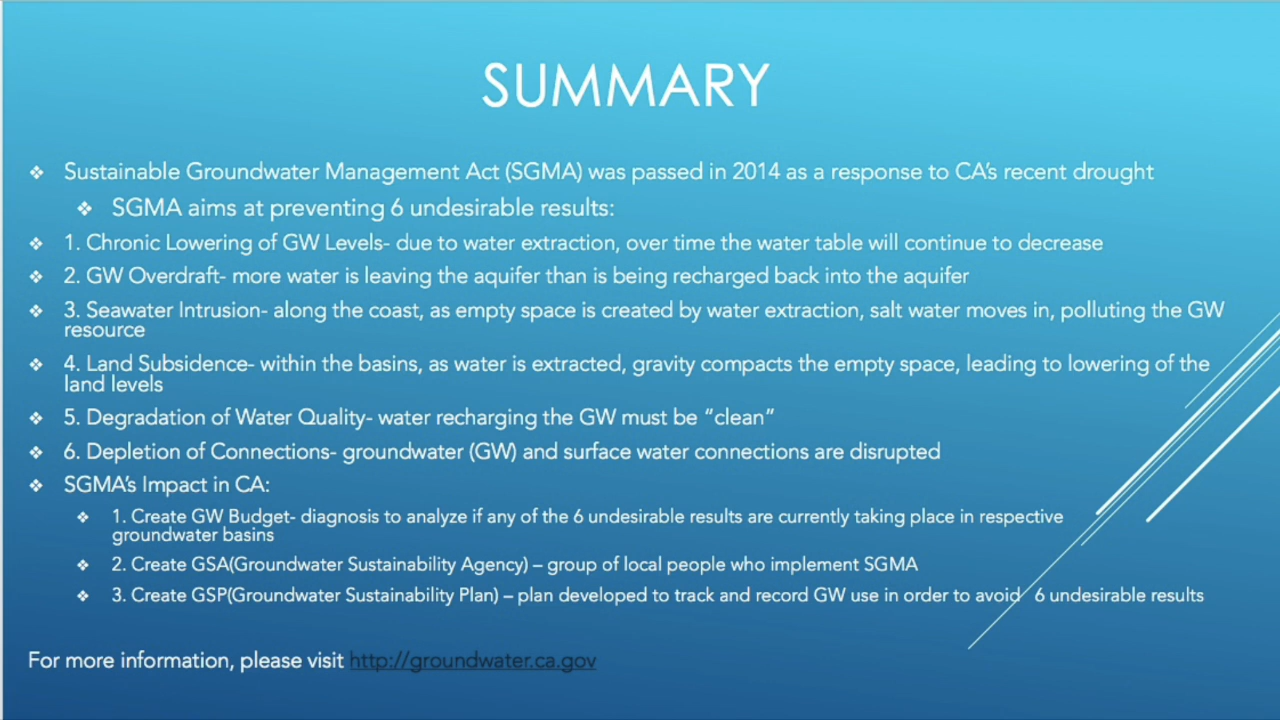 SUMMARY
❖ Sustainable Groundwater Management Act (SGMA) was passed in 2014 as a response to CA's recent drought
❖ SGMA aims at preventing 6 undesirable results:
❖ 1. Chronic Lowering of GW Levels- due to water extraction, over time the water table will continue to decrease
❖ 2. GW Overdraft- more water is leaving the aquifer than is being recharged back into the aquifer
❖ 3. Seawater Intrusion- along the coast, as empty space is created by water extraction, salt water moves in, polluting the GW
resource
❖ 4. Land Subsidence- within the basins, as water is extracted, gravity compacts the empty space, leading to lowering of the
land levels
❖ 5. Degradation of Water Quality- water recharging the GW must be “clean”
❖ 6. Depletion of Connections- groundwater (GW) and surface water connections are disrupted
❖ SGMA's Impact in CA:
❖ 1. Create GW Budget- diagnosis to analyze if any of the 6 undesirable results are currently taking place in respective
groundwater basins
❖ 2. Create GSA(Groundwater Sustainability Agency) – group of local people who implement SGMA
❖ 3. Create GSP(Groundwater Sustainability Plan) – plan developed to track and record GW use in order to avoid 6 undesirable results
For more information, please visit http://groundwater.ca.gov